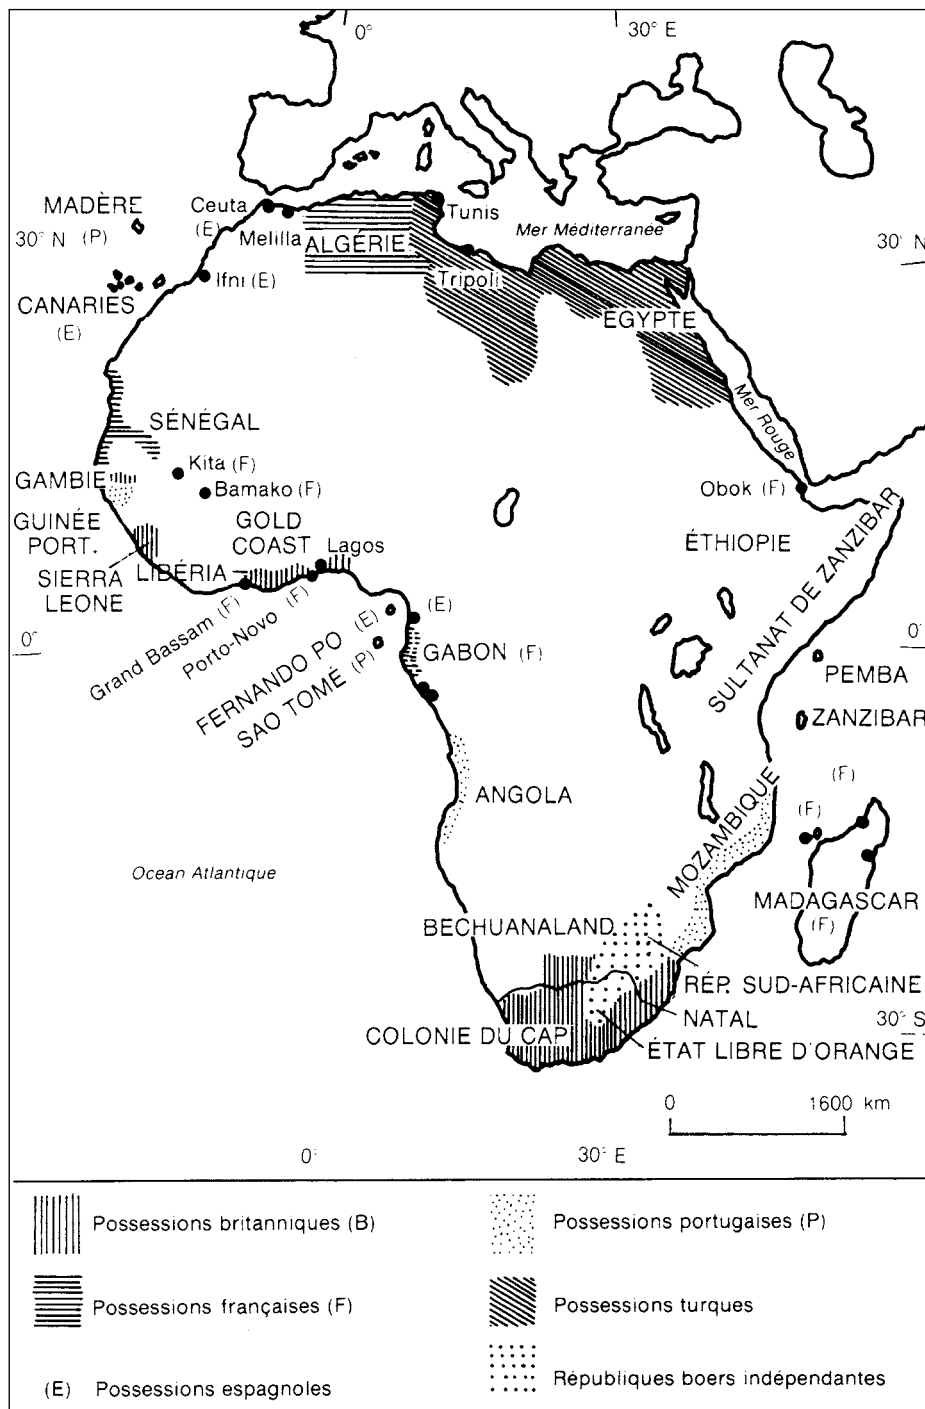 0°
30° E
MADÈRE
30° N (P)
Ceuta
(E)
Melilla
ALGÉRIE
Tunis
Mer Méditerranée
30° N
Ifni (E)
CANARIES
(E)
Tripoli
EGYPTE
Mer Rouge
SÉNÉGAL
Kita (F)
GAMBIE
Bamako (F)
Obok (F)
GUINÉE
PORT.
GOLD
COAST
Lagos
ÉTHIOPIE
SIERRA
LEONE
LIBÉRIA
SULTANAT DE ZANZIBAR
Grand Bassam (F)
Porto-Novo (F)
(E)
0°
FERNANDO PO (E)
SAO TOMÉ (P)
GABON (F)
0°
PEMBA
ZANZIBAR
ANGOLA
MOZAMBIQUE
(F)
(F)
Ocean Atlantique
MADAGASCAR
(F)
BECHUANALAND
RÉP. SUD-AFRICAINE
NATAL
30° S
COLONIE DU CAP
ÉTAT LIBRE D'ORANGE
0 1600 km
0° 30° E
Possessions britanniques (B)
Possessions portugaises (P)
Possessions françaises (F)
Possessions turques
(E) Possessions espagnoles
Républiques boers indépendantes